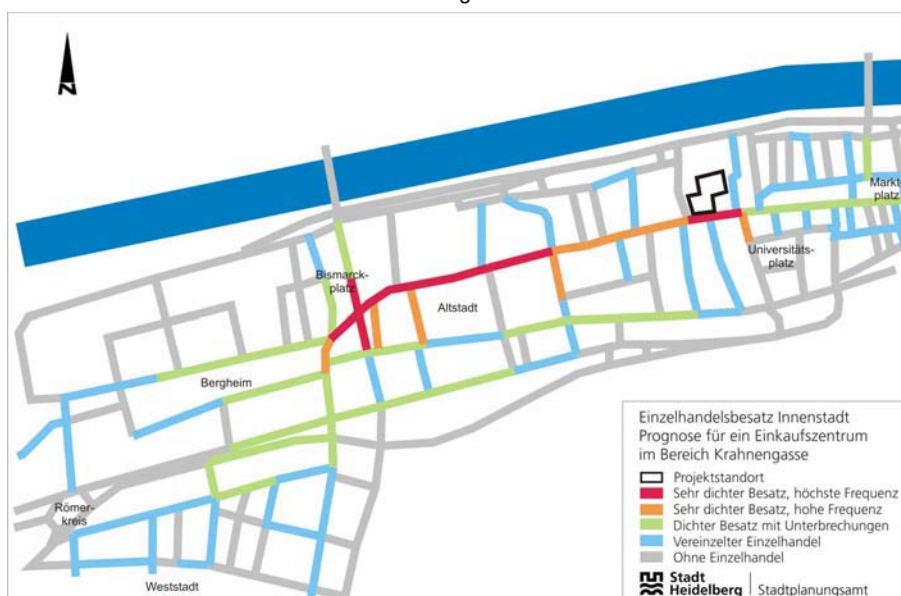 N
Markt-
platz
Universitäts-
platz
Bismarck-
platz
Altstadt
Bergheim
Römer-
kreis
Weststadt
Einzelhandelsbesatz Innenstadt
Prognose für ein Einkaufszentrum
im Bereich Krahnengasse
Projektstandort
Sehr dichter Besatz, höchste Frequenz
Sehr dichter Besatz, hohe Frequenz
Dichter Besatz mit Unterbrechungen
Vereinzelter Einzelhandel
Ohne Einzelhandel
Stadt
Heidelberg
Stadtplanungsamt